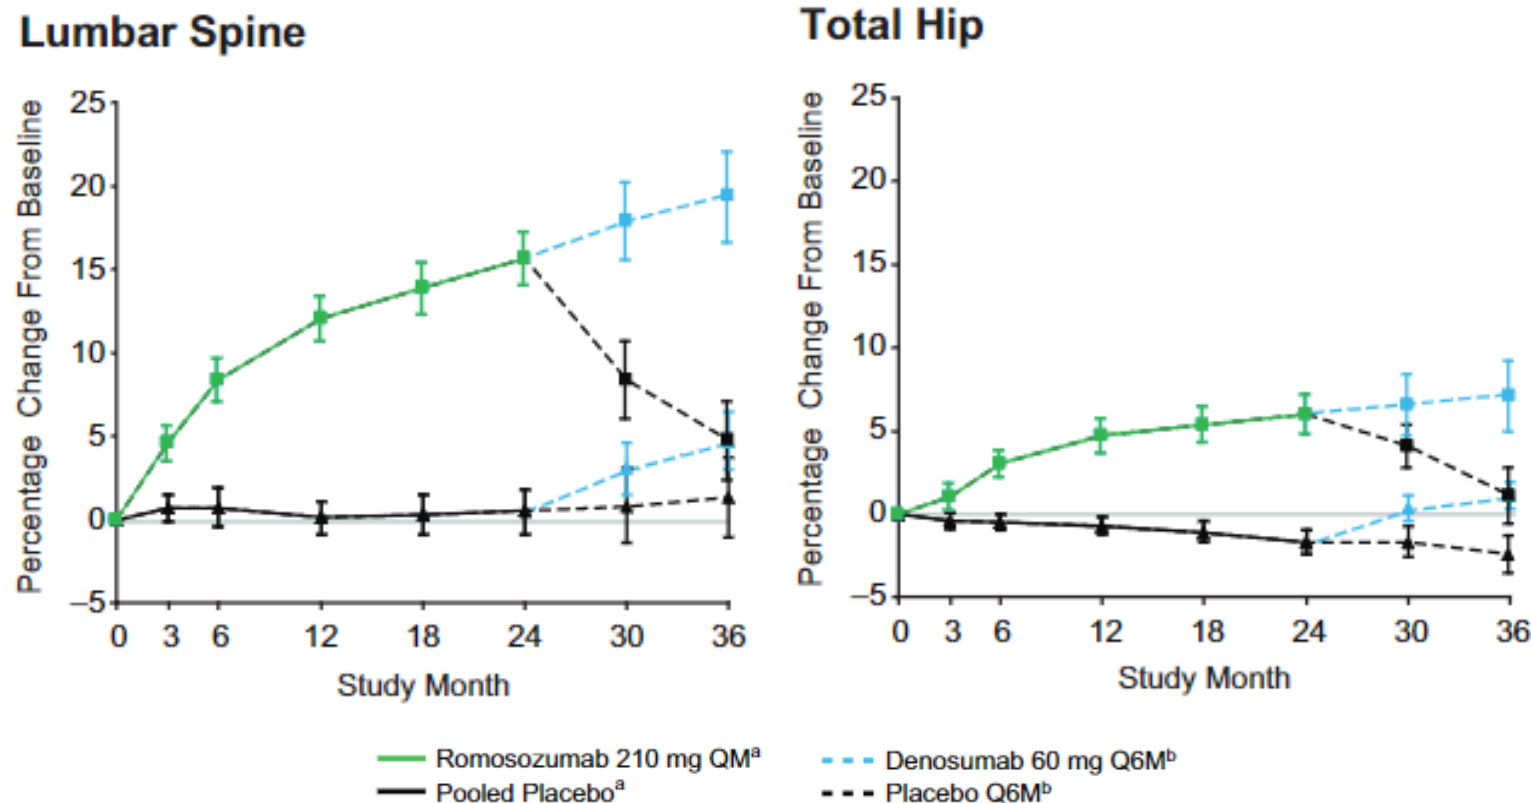 Lumbar Spine
Percentage Change From Baseline
25
20
15
10
5
0
–5
0 3 6 12 18 24 30 36
Study Month
Total Hip
Percentage Change From Baseline
25
20
15
10
5
0
–5
0 3 6 12 18 24 30 36
Study Month
Romosozumab 210 mg QMᵃ
Pooled Placeboᵃ
Denosumab 60 mg Q6Mᵇ
Placebo Q6Mᵇ